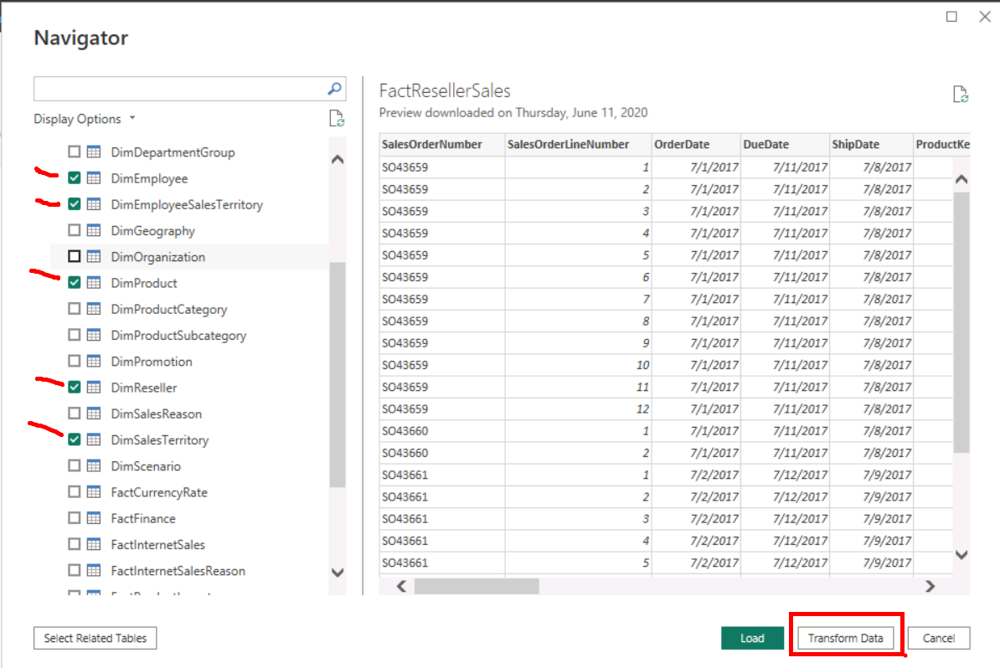 Navigator
Display Options
DimDepartmentGroup
DimEmployee
DimEmployeeSalesTerritory
DimGeography
DimOrganization
DimProduct
DimProductCategory
DimProductSubcategory
DimPromotion
DimReseller
DimSalesReason
DimSalesTerritory
DimScenario
FactCurrencyRate
FactFinance
FactInternetSales
FactInternetSalesReason
Select Related Tables
FactResellerSales
Preview downloaded on Thursday, June 11, 2020
SalesOrderNumber SalesOrderLineNumber OrderDate DueDate ShipDate ProductKe
SO43659 1 7/1/2017 7/11/2017 7/8/2017
SO43659 2 7/1/2017 7/11/2017 7/8/2017
SO43659 3 7/1/2017 7/11/2017 7/8/2017
SO43659 4 7/1/2017 7/11/2017 7/8/2017
SO43659 5 7/1/2017 7/11/2017 7/8/2017
SO43659 6 7/1/2017 7/11/2017 7/8/2017
SO43659 7 7/1/2017 7/11/2017 7/8/2017
SO43659 8 7/1/2017 7/11/2017 7/8/2017
SO43659 9 7/1/2017 7/11/2017 7/8/2017
SO43659 10 7/1/2017 7/11/2017 7/8/2017
SO43659 11 7/1/2017 7/11/2017 7/8/2017
SO43659 12 7/1/2017 7/11/2017 7/8/2017
SO43660 1 7/1/2017 7/11/2017 7/8/2017
SO43660 2 7/1/2017 7/11/2017 7/8/2017
SO43661 1 7/2/2017 7/12/2017 7/9/2017
SO43661 2 7/2/2017 7/12/2017 7/9/2017
SO43661 3 7/2/2017 7/12/2017 7/9/2017
SO43661 4 7/2/2017 7/12/2017 7/9/2017
SO43661 5 7/2/2017 7/12/2017 7/9/2017
Load Transform Data Cancel